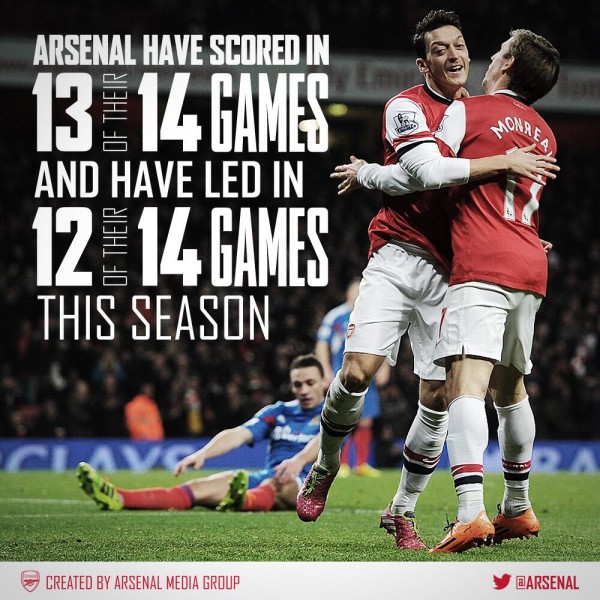 ARSENAL HAVE SCORED IN
13 OF THEIR 14 GAMES
AND HAVE LED IN
12 OF THEIR 14 GAMES
THIS SEASON
MONREAL
17
BARCLAYS
CREATED BY ARSENAL MEDIA GROUP
@ARSENAL